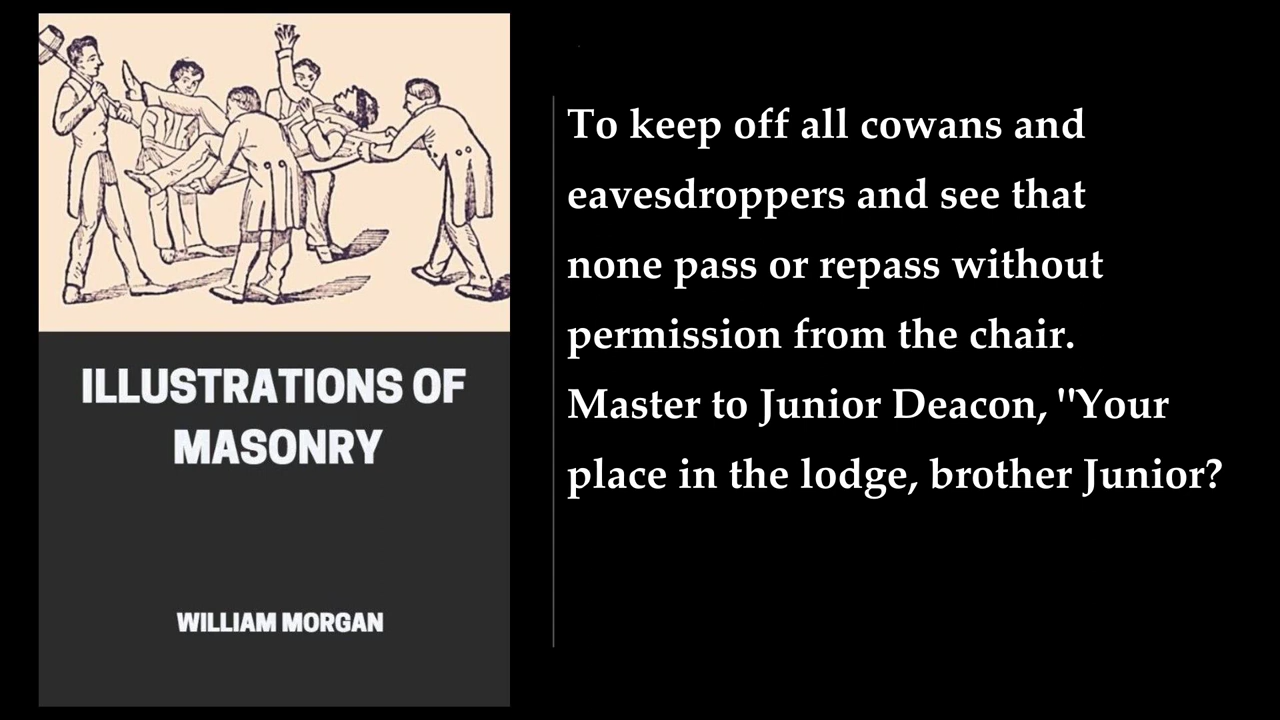 ILLUSTRATIONS OF
MASONRY
WILLIAM MORGAN
To keep off all cowans and
eavesdroppers and see that
none pass or repass without
permission from the chair.
Master to Junior Deacon, "Your
place in the lodge, brother Junior?